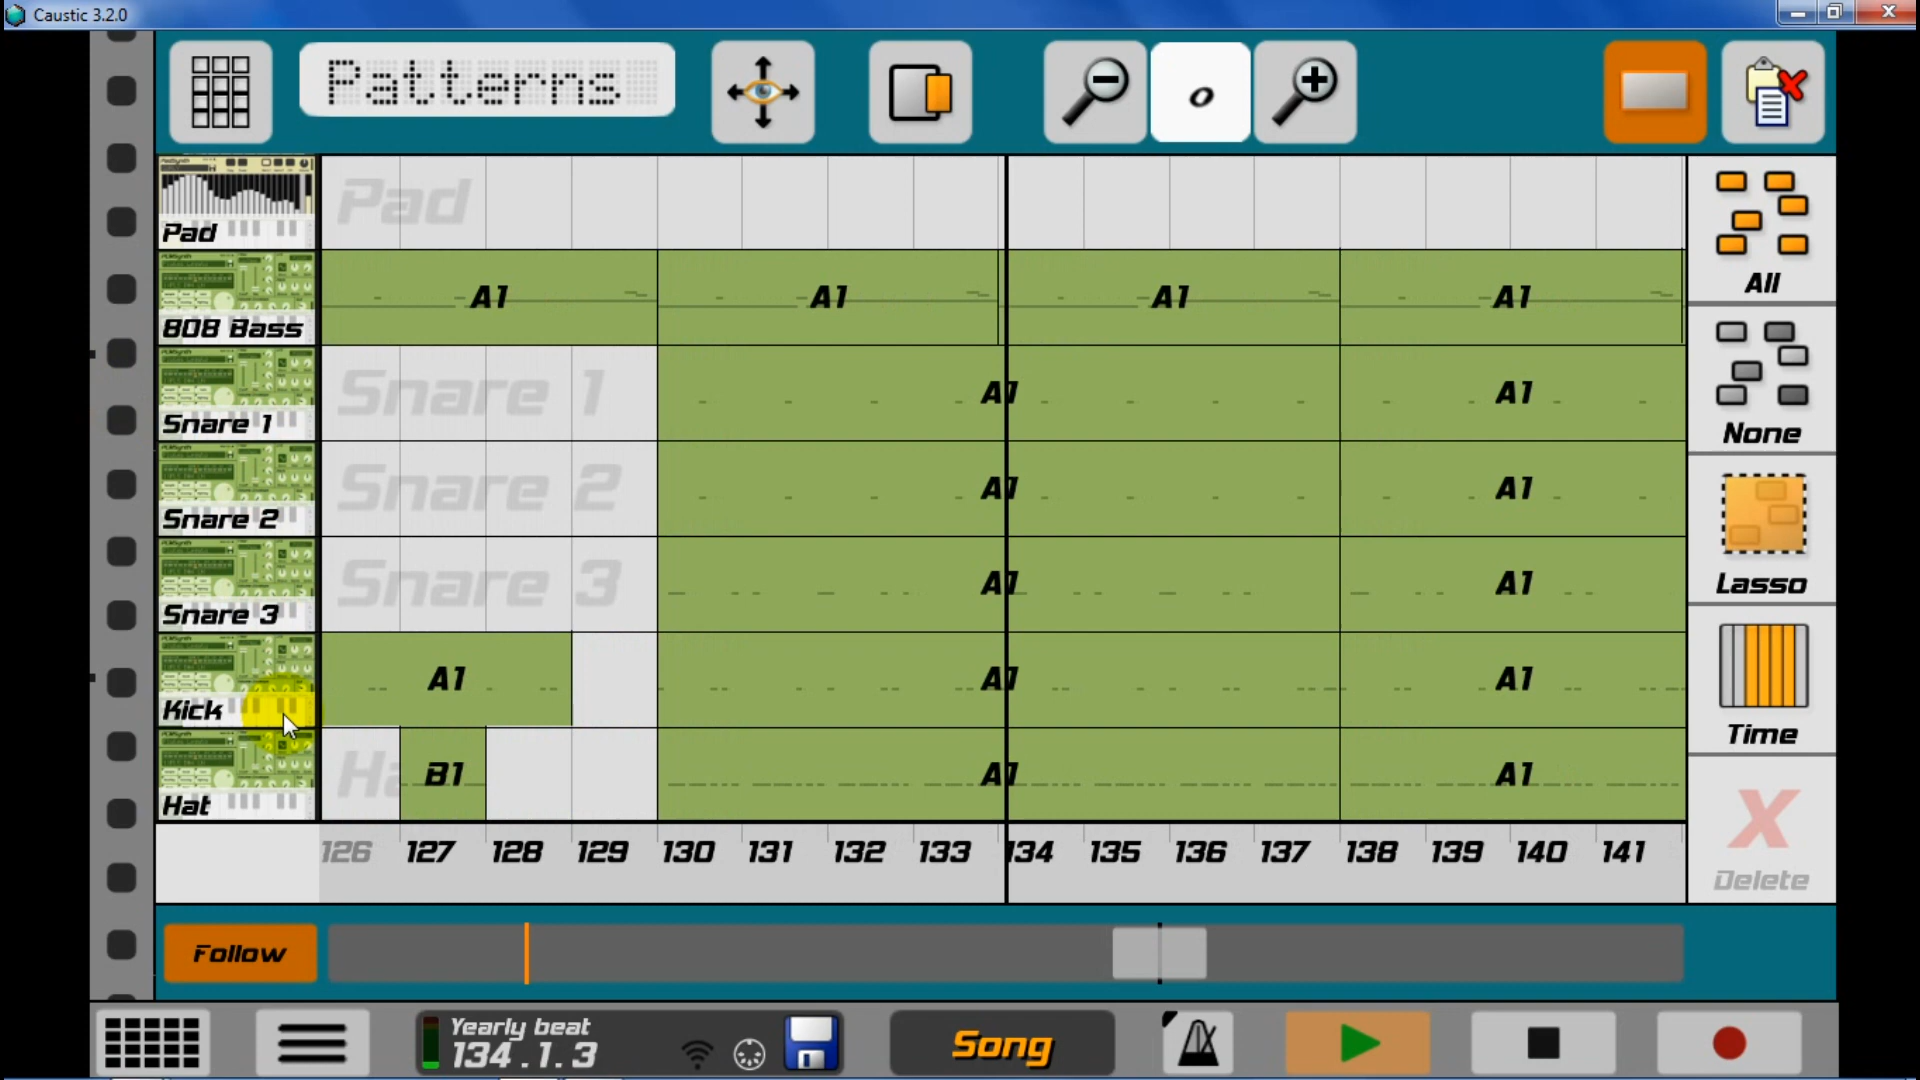 Caustic 3.2.0
Patterns
o
Pad
Pad
808 Bass
A1 A1 A1 A1
Snare 1
Snare 1
A1 A1
Snare 2
Snare 2
A1 A1
Snare 3
Snare 3
A1 A1
Kick
A1 A1 A1
Hat
Ha
B1 A1 A1
126 127 128 129 130 131 132 133 134 135 136 137 138 139 140 141
All
None
Lasso
Time
X
Delete
Follow
Yearly beat
134.1.3
Song